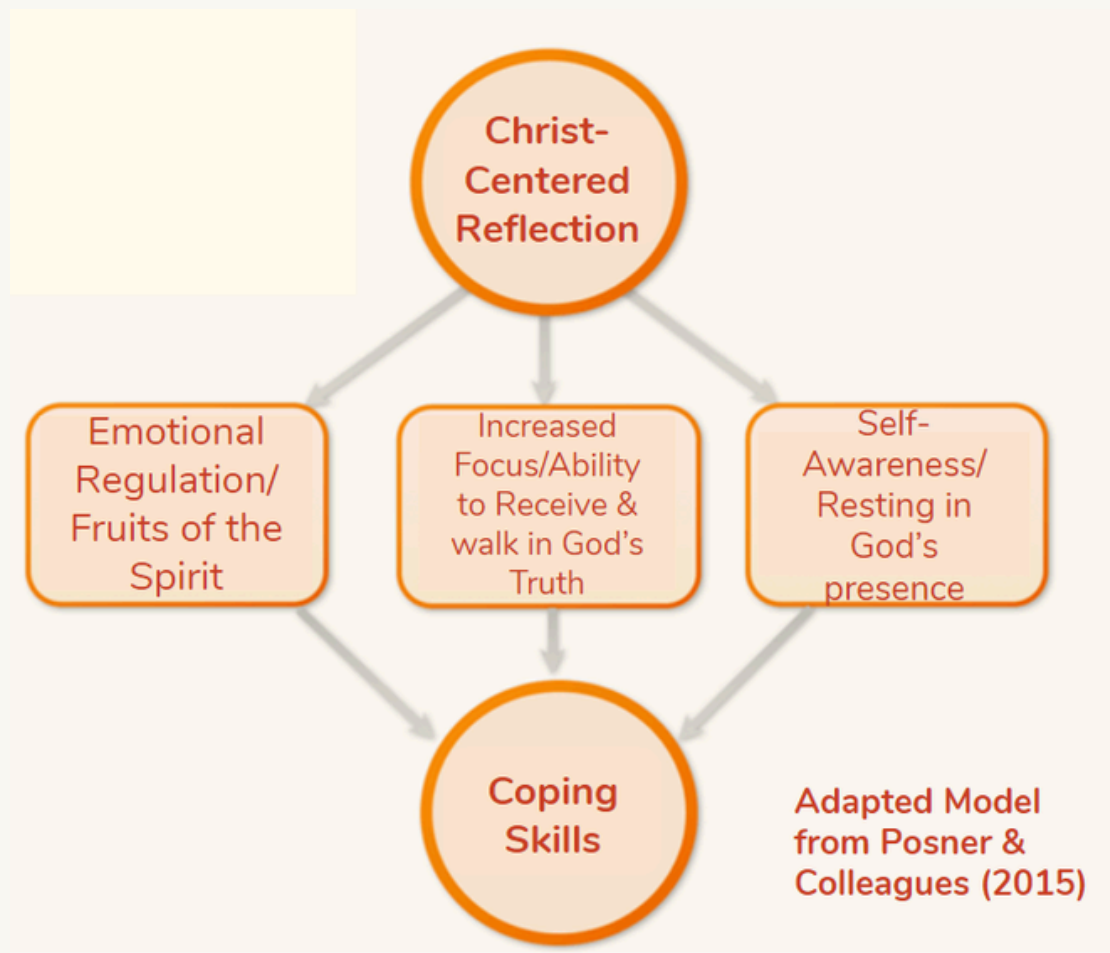 Christ-
Centered
Reflection
Emotional
Regulation/
Fruits of the
Spirit
Increased
Focus/Ability
to Receive &
walk in God's
Truth
Self-
Awareness/
Resting in
God's
presence
Coping
Skills
Adapted Model
from Posner &
Colleagues (2015)